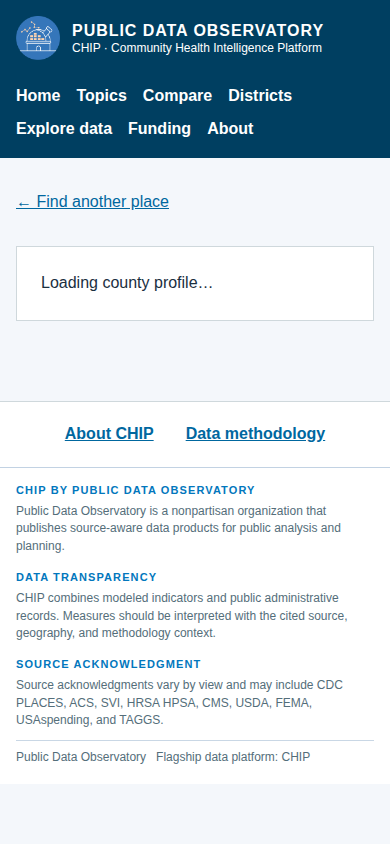 PUBLIC DATA OBSERVATORY
CHIP · Community Health Intelligence Platform
Home Topics Compare Districts
Explore data Funding About
← Find another place
Loading county profile…
About CHIP Data methodology
CHIP BY PUBLIC DATA OBSERVATORY
Public Data Observatory is a nonpartisan organization that
publishes source-aware data products for public analysis and
planning.
DATA TRANSPARENCY
CHIP combines modeled indicators and public administrative
records. Measures should be interpreted with the cited source,
geography, and methodology context.
SOURCE ACKNOWLEDGMENT
Source acknowledgments vary by view and may include CDC
PLACES, ACS, SVI, HRSA HPSA, CMS, USDA, FEMA,
USAspending, and TAGGS.
Public Data Observatory Flagship data platform: CHIP